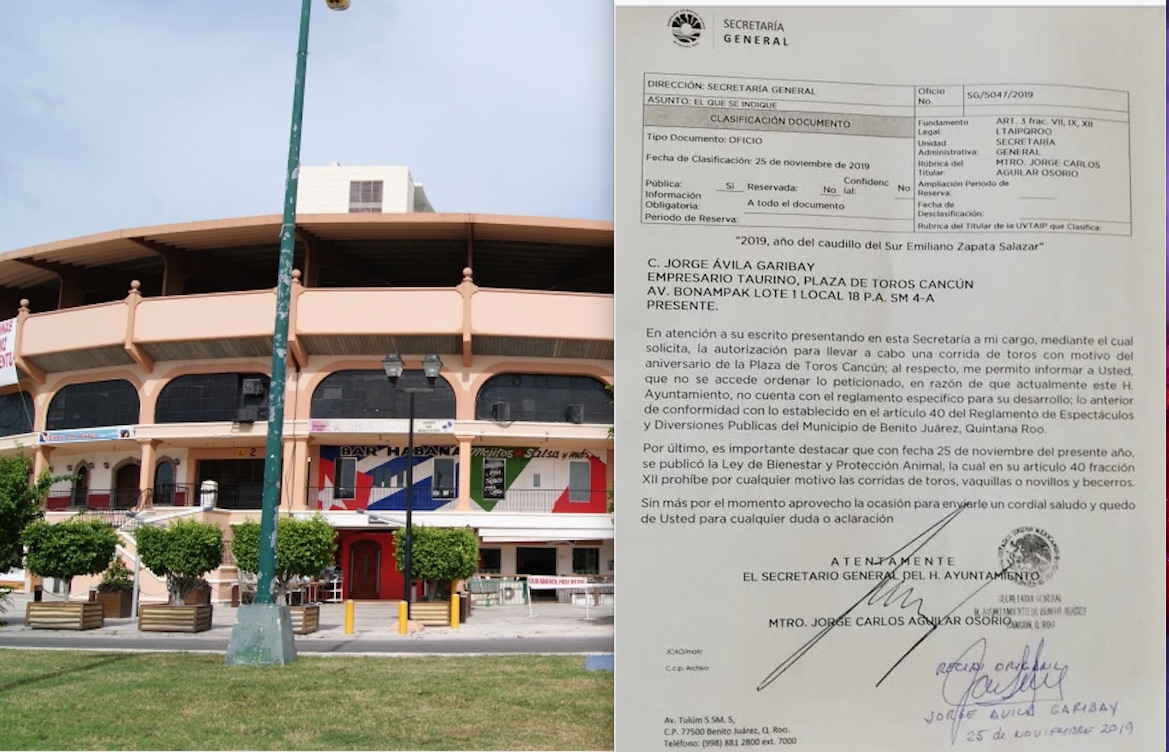 BAR HABANA
Mojitos Salsa y más
2
SECRETARÍA
GENERAL
DIRECCIÓN: SECRETARÍA GENERAL
Oficio No. SG/5047/2019
ASUNTO: EL QUE SE INDIQUE
CLASIFICACIÓN DOCUMENTO
Tipo Documento: OFICIO
Fecha de Clasificación: 25 de noviembre de 2019
Pública: Si Reservada: No Confidencial: No
Información Obligatoria: A todo el documento
Periodo de Reserva:
Fundamento Legal: ART. 3 frac. VII, IX, XII LTAIPQROO
Unidad Administrativa: SECRETARÍA GENERAL
Rúbrica del Titular: MTRO. JORGE CARLOS AGUILAR OSORIO
Ampliación Periodo de Reserva:
Fecha de Desclasificación:
Rubrica del Titular de la UVTAIP que Clasifica:
"2019, año del caudillo del Sur Emiliano Zapata Salazar"
C. JORGE ÁVILA GARIBAY
EMPRESARIO TAURINO, PLAZA DE TOROS CANCÚN
AV. BONAMPAK LOTE 1 LOCAL 18 P.A. SM 4-A
PRESENTE.
En atención a su escrito presentando en esta Secretaría a mi cargo, mediante el cual
solicita, la autorización para llevar a cabo una corrida de toros con motivo del
aniversario de la Plaza de Toros Cancún; al respecto, me permito informar a Usted,
que no se accede ordenar lo peticionado, en razón de que actualmente este H.
Ayuntamiento, no cuenta con el reglamento específico para su desarrollo; lo anterior
de conformidad con lo establecido en el artículo 40 del Reglamento de Espectáculos
y Diversiones Publicas del Municipio de Benito Juárez, Quintana Roo.
Por último, es importante destacar que con fecha 25 de noviembre del presente año,
se publicó la Ley de Bienestar y Protección Animal, la cual en su artículo 40 fracción
XII prohíbe por cualquier motivo las corridas de toros, vaquillas o novillos y becerros.
Sin más por el momento aprovecho la ocasión para enviarle un cordial saludo y quedo
de Usted para cualquier duda o aclaración
ATENTAMENTE
EL SECRETARIO GENERAL DEL H. AYUNTAMIENTO
SECRETARIA GENERAL
H. AYUNTAMIENTO DE BENITO JUAREZ
CANCUN, Q. ROO
MTRO. JORGE CARLOS AGUILAR OSORIO
JCAO/malc
C.c.p. Archivo
RECIBI ORIGINAL
JORGE AVILA GARIBAY
25 de NOVIEMBRE 2019
Av. Tulúm 5 SM. 5,
C.P. 77500 Benito Juárez, Q. Roo.
Teléfono: (998) 881 2800 ext. 7000